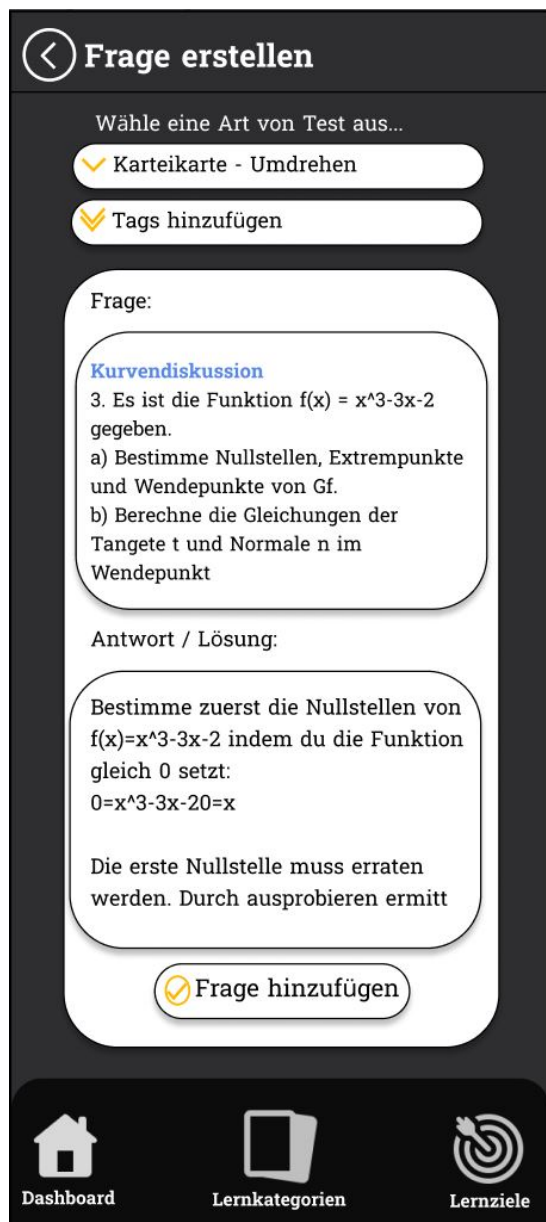 Frage erstellen
Wähle eine Art von Test aus...
Karteikarte - Umdrehen
Tags hinzufügen
Frage:
Kurvendiskussion
3. Es ist die Funktion f(x) = x^3-3x-2
gegeben.
a) Bestimme Nullstellen, Extrempunkte
und Wendepunkte von Gf.
b) Berechne die Gleichungen der
Tangete t und Normale n im
Wendepunkt
Antwort / Lösung:
Bestimme zuerst die Nullstellen von
f(x)=x^3-3x-2 indem du die Funktion
gleich 0 setzt:
0=x^3-3x-20=x
Die erste Nullstelle muss erraten
werden. Durch ausprobieren ermitt
Frage hinzufügen
Dashboard
Lernkategorien
Lernziele